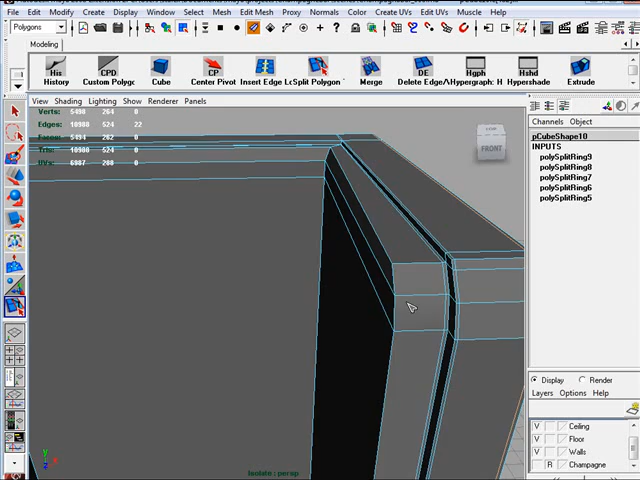 File Edit Modify Create Display Window Assets Select Mesh Edit Mesh Proxy Normals Color Create UVs Edit UVs Muscle Help
Polygons
Modeling
His CPD CP DE Hgph Hshd
History Custom Polygo Cube Center Pivot Insert Edge Lo Split Polygon Merge Delete Edge/\ Hypergraph: H Hypershade Extrude
View Shading Lighting Show Renderer Panels
Verts: 5490 264 0
Edges: 10980 524 22
Faces: 5494 262 0
Tris: 10980 524 0
UVs: 6987 288 0
FRONT
Isolate : persp
Channels Object
pCubeShape10
INPUTS
polySplitRing9
polySplitRing8
polySplitRing7
polySplitRing6
polySplitRing5
Display Render
Layers Options Help
V Ceiling
V Floor
V Walls
R Champagne